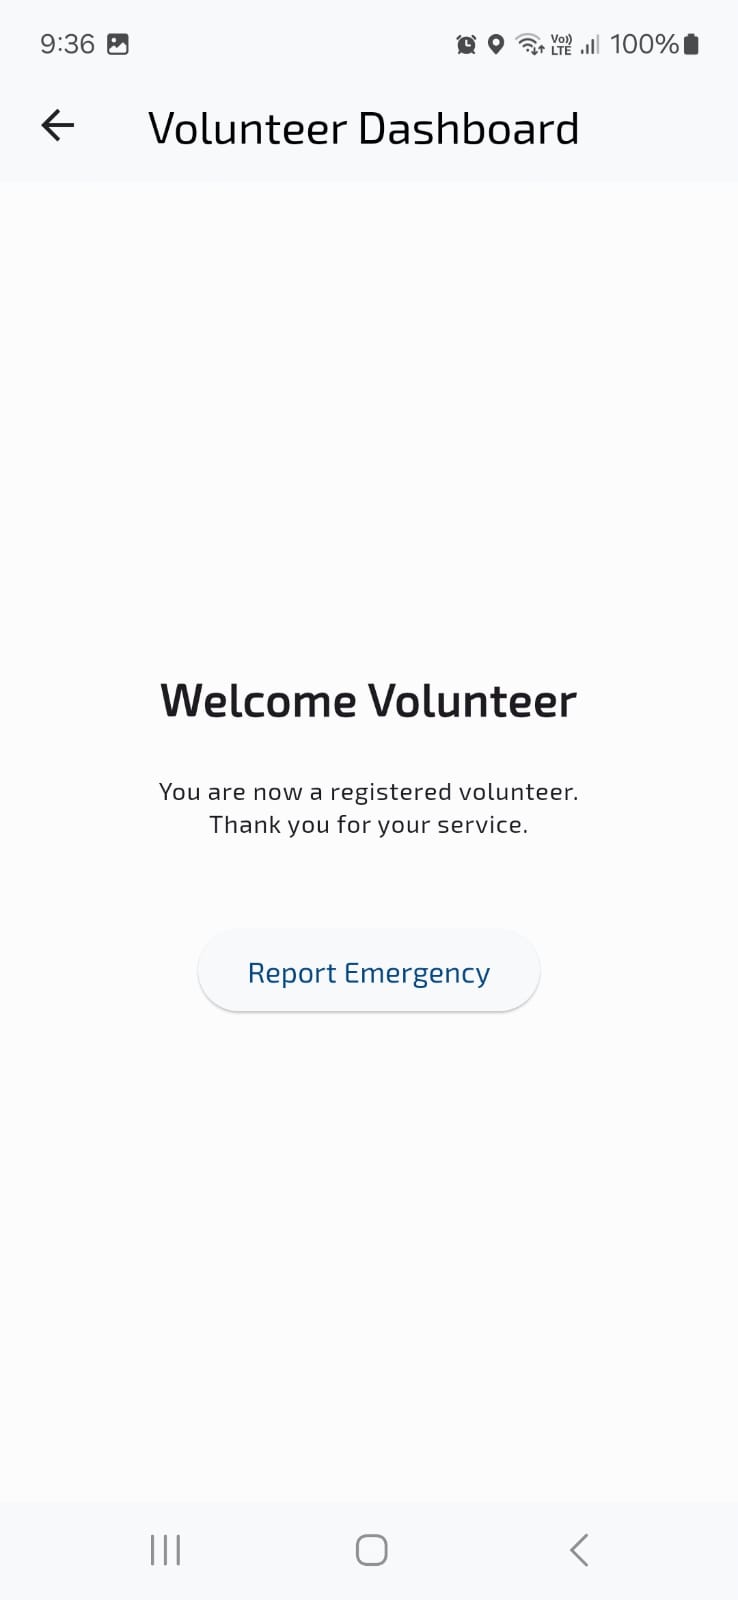 9:36 Vo)) LTE 100%
Volunteer Dashboard
Welcome Volunteer
You are now a registered volunteer.
Thank you for your service.
Report Emergency